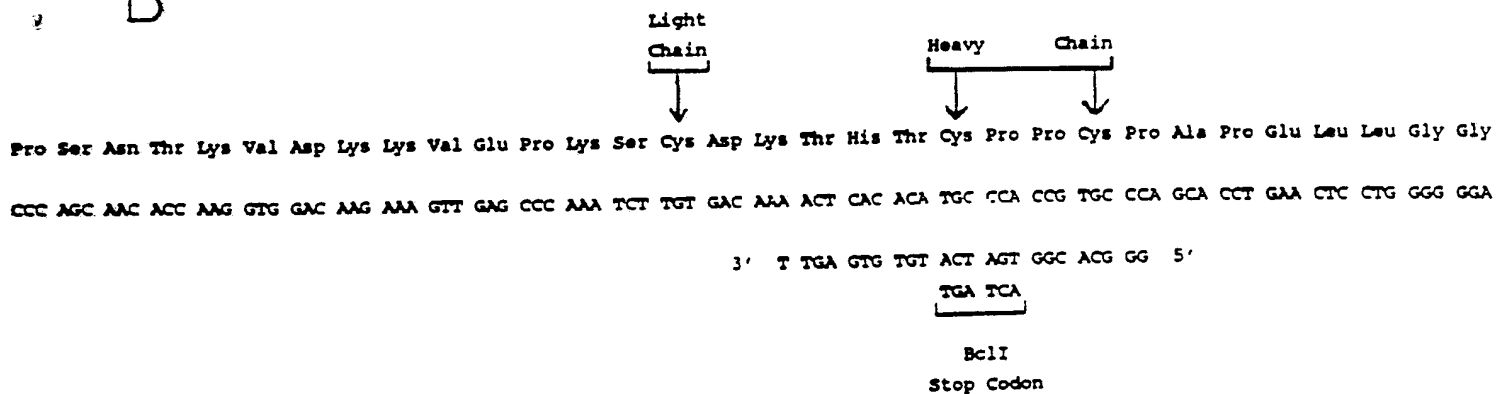 B
Light
Chain
Heavy Chain
Pro Ser Asn Thr Lys Val Asp Lys Lys Val Glu Pro Lys Ser Cys Asp Lys Thr His Thr Cys Pro Pro Cys Pro Ala Pro Glu Leu Leu Gly Gly
CCC AGC AAC ACC AAG GTG GAC AAG AAA GTT GAG CCC AAA TCT TGT GAC AAA ACT CAC ACA TGC CCA CCG TGC CCA GCA CCT GAA CTC CTG GGG GGA
3' T TGA GTG TGT ACT AGT GGC ACG GG 5'
TGA TCA
BclI
Stop Codon